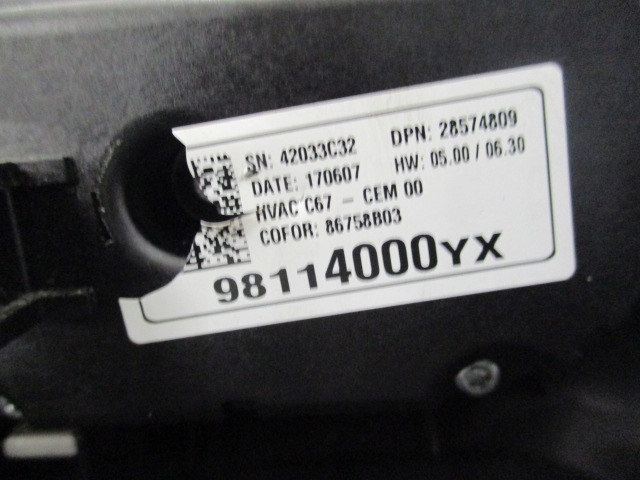 SN: 42033C32 DPN: 28574809
DATE: 170607 HW: 05.00 / 06.30
HVAC C67 - CEM 00
COFOR: 86758B03
98114000YX